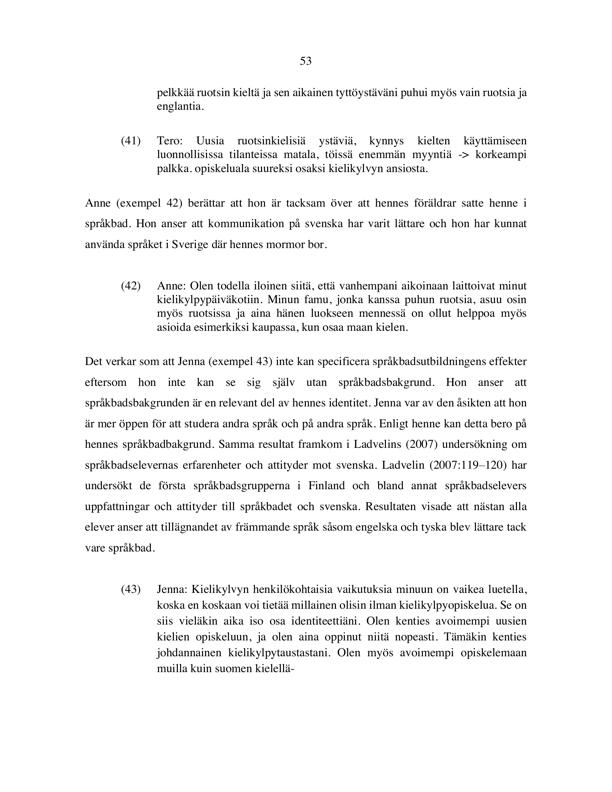 53
pelkkää ruotsin kieltä ja sen aikainen tyttöystäväni puhui myös vain ruotsia ja
englantia.
(41) Tero: Uusia ruotsinkielisiä ystäviä, kynnys kielten käyttämiseen
luonnollisissa tilanteissa matala, töissä enemmän myyntiä -> korkeampi
palkka. opiskeluala suureksi osaksi kielikylvyn ansiosta.
Anne (exempel 42) berättar att hon är tacksam över att hennes föräldrar satte henne i
språkbad. Hon anser att kommunikation på svenska har varit lättare och hon har kunnat
använda språket i Sverige där hennes mormor bor.
(42) Anne: Olen todella iloinen siitä, että vanhempani aikoinaan laittoivat minut
kielikylpypäiväkotiin. Minun famu, jonka kanssa puhun ruotsia, asuu osin
myös ruotsissa ja aina hänen luokseen mennessä on ollut helppoa myös
asioida esimerkiksi kaupassa, kun osaa maan kielen.
Det verkar som att Jenna (exempel 43) inte kan specificera språkbadsutbildningens effekter
eftersom hon inte kan se sig själv utan språkbadsbakgrund. Hon anser att
språkbadsbakgrunden är en relevant del av hennes identitet. Jenna var av den åsikten att hon
är mer öppen för att studera andra språk och på andra språk. Enligt henne kan detta bero på
hennes språkbadbakgrund. Samma resultat framkom i Ladvelins (2007) undersökning om
språkbadselevernas erfarenheter och attityder mot svenska. Ladvelin (2007:119–120) har
undersökt de första språkbadsgrupperna i Finland och bland annat språkbadselevers
uppfattningar och attityder till språkbadet och svenska. Resultaten visade att nästan alla
elever anser att tillägnandet av främmande språk såsom engelska och tyska blev lättare tack
vare språkbad.
(43) Jenna: Kielikylvyn henkilökohtaisia vaikutuksia minuun on vaikea luetella,
koska en koskaan voi tietää millainen olisin ilman kielikylpyopiskelua. Se on
siis vieläkin aika iso osa identiteettiäni. Olen kenties avoimempi uusien
kielien opiskeluun, ja olen aina oppinut niitä nopeasti. Tämäkin kenties
johdannainen kielikylpytaustastani. Olen myös avoimempi opiskelemaan
muilla kuin suomen kielellä-